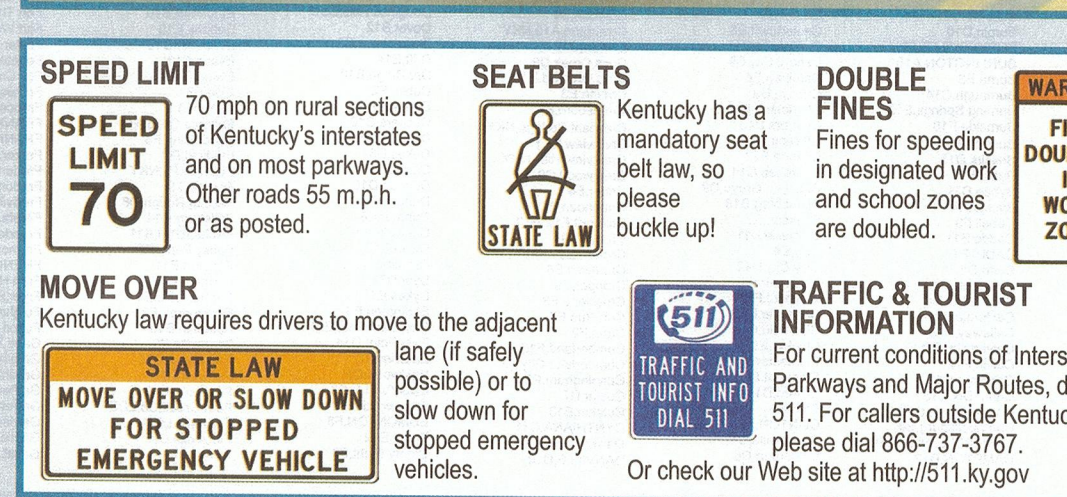 SPEED LIMIT
SPEED
LIMIT
70
70 mph on rural sections
of Kentucky's interstates
and on most parkways.
Other roads 55 m.p.h.
or as posted.
SEAT BELTS
STATE LAW
Kentucky has a
mandatory seat
belt law, so
please
buckle up!
DOUBLE
FINES
Fines for speeding
in designated work
and school zones
are doubled.
MOVE OVER
Kentucky law requires drivers to move to the adjacent
lane (if safely
possible) or to
slow down for
stopped emergency
vehicles.
STATE LAW
MOVE OVER OR SLOW DOWN
FOR STOPPED
EMERGENCY VEHICLE
511
TRAFFIC AND
TOURIST INFO
DIAL 511
TRAFFIC & TOURIST
INFORMATION
For current conditions of
Parkways and Major Routes,
511. For callers outside
please dial 866-737-3767.
Or check our Web site at http://511.ky.gov